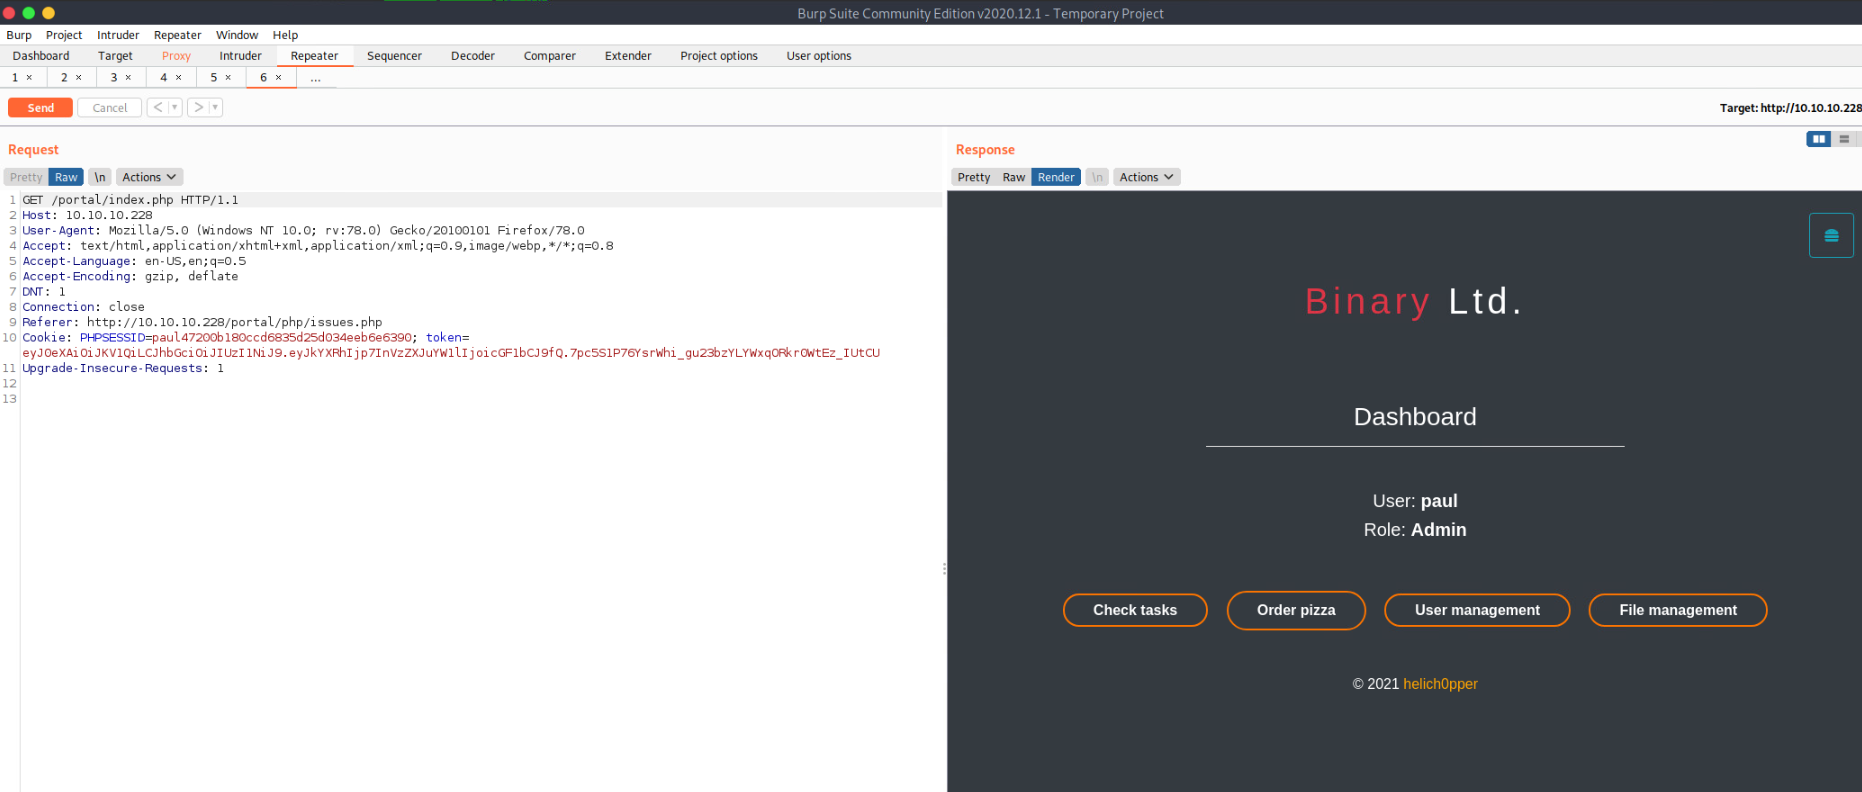 Burp Suite Community Edition v2020.12.1 - Temporary Project
Burp Project Intruder Repeater Window Help
Dashboard Target Proxy Intruder Repeater Sequencer Decoder Comparer Extender Project options User options
1 × 2 × 3 × 4 × 5 × 6 × ...
Send Cancel < > Target: http://10.10.10.228
Request
Pretty Raw \n Actions
1 GET /portal/index.php HTTP/1.1
2 Host: 10.10.10.228
3 User-Agent: Mozilla/5.0 (Windows NT 10.0; rv:78.0) Gecko/20100101 Firefox/78.0
4 Accept: text/html,application/xhtml+xml,application/xml;q=0.9,image/webp,*/*;q=0.8
5 Accept-Language: en-US,en;q=0.5
6 Accept-Encoding: gzip, deflate
7 DNT: 1
8 Connection: close
9 Referer: http://10.10.10.228/portal/php/issues.php
10 Cookie: PHPSESSID=paul47200b180ccd6835d25d034eeb6e6390; token=
eyJ0eXAiOiJKV1QiLCJhbGciOiJIUzI1NiJ9.eyJkYXRhIjp7InVzZXJuYW1lIjoicGF1bCJ9fQ.7pc5S1P76YsrWhi_gu23bzYLYWxqORkr0WtEz_IUtCU
11 Upgrade-Insecure-Requests: 1
12
13
Response
Pretty Raw Render \n Actions
Binary Ltd.
Dashboard
User: paul
Role: Admin
Check tasks Order pizza User management File management
© 2021 helich0pper